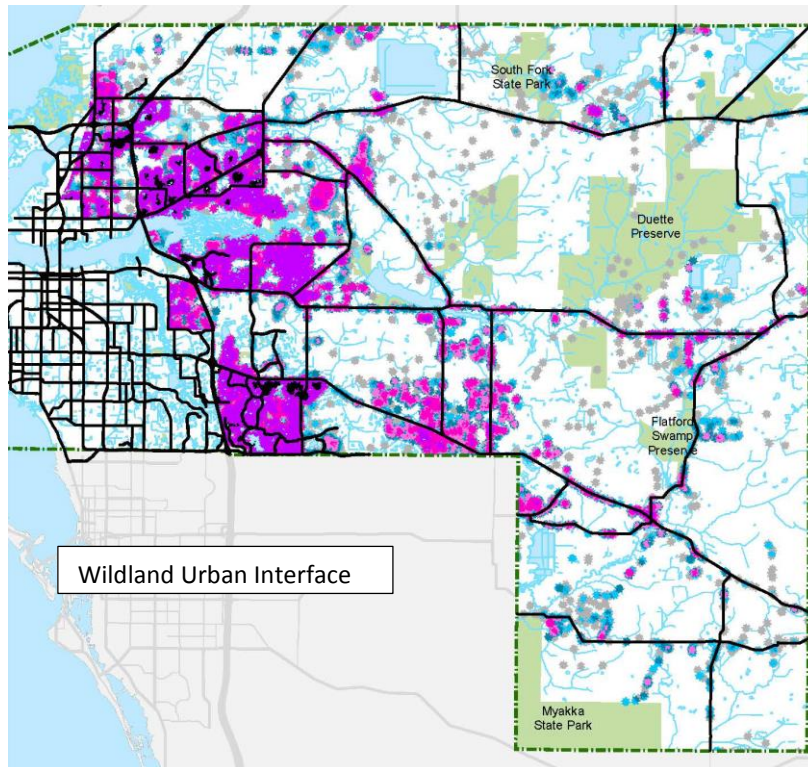 South Fork
State Park
Duette
Preserve
Flatford
Swamp
Preserve
Wildland Urban Interface
Myakka
State Park